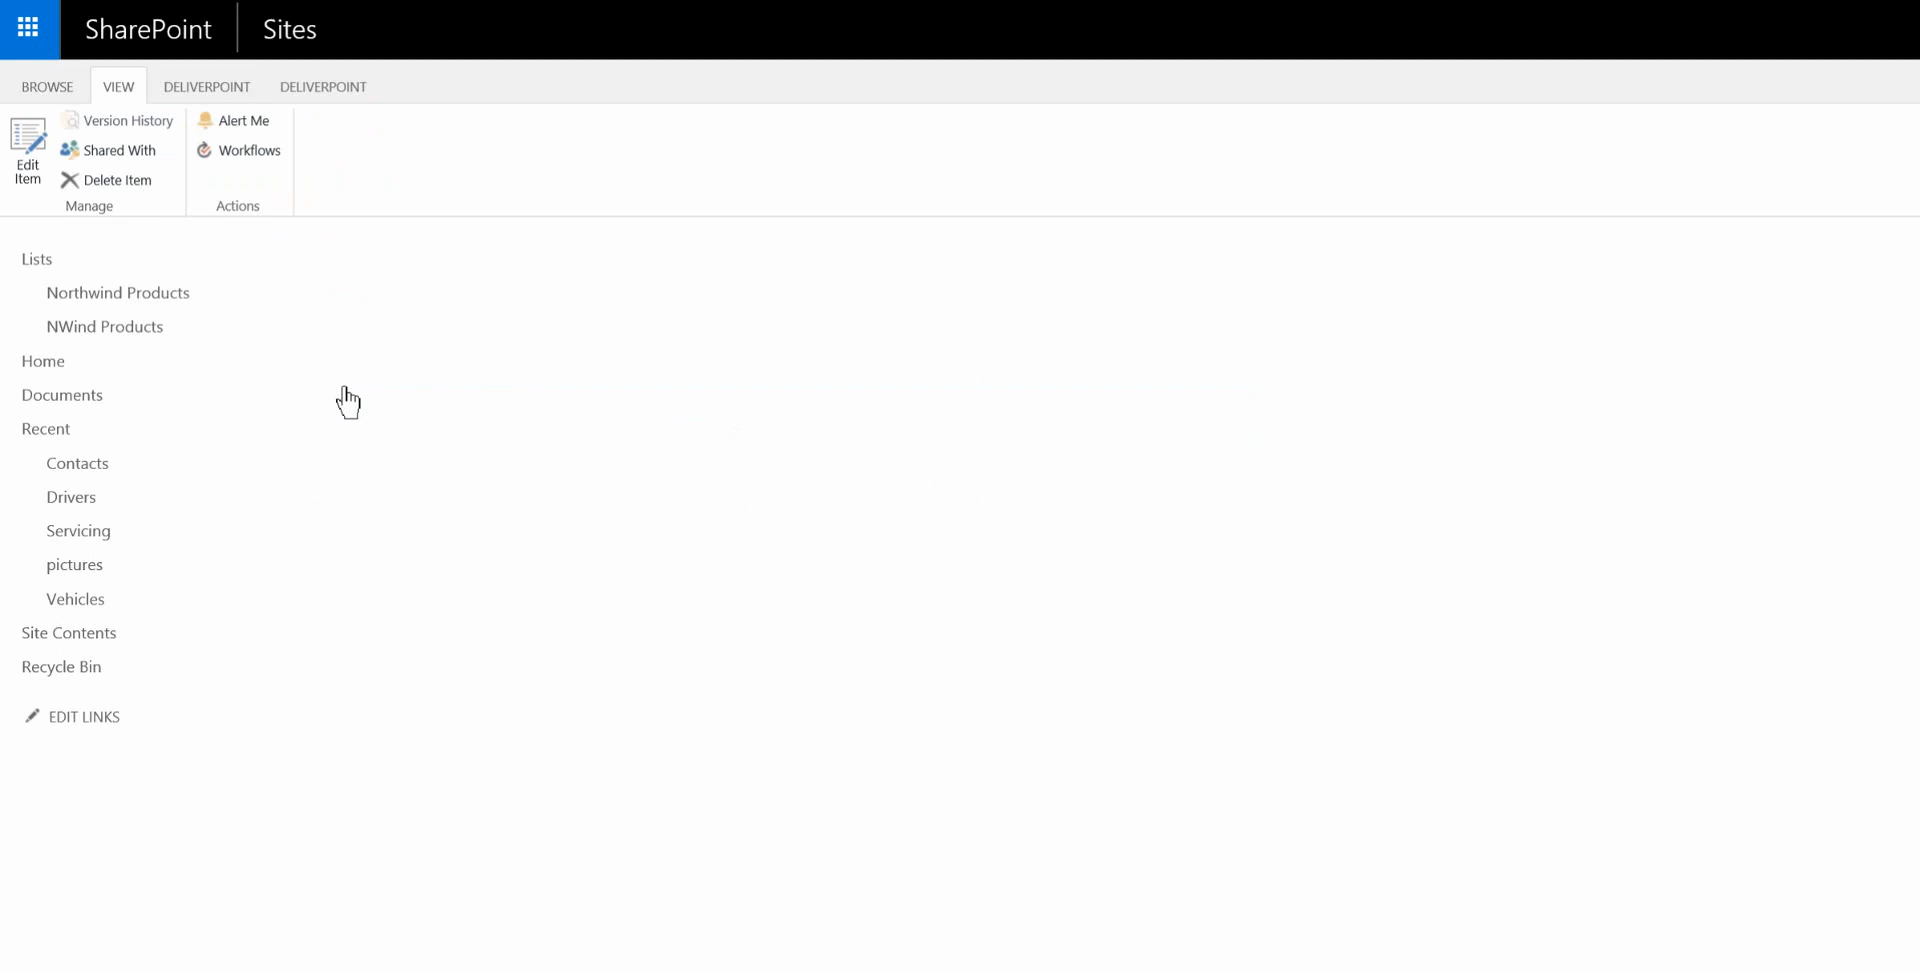 SharePoint Sites
BROWSE VIEW DELIVERPOINT DELIVERPOINT
Edit Item
Version History
Shared With
Delete Item
Manage
Alert Me
Workflows
Actions
Lists
Northwind Products
NWind Products
Home
Documents
Recent
Contacts
Drivers
Servicing
pictures
Vehicles
Site Contents
Recycle Bin
EDIT LINKS